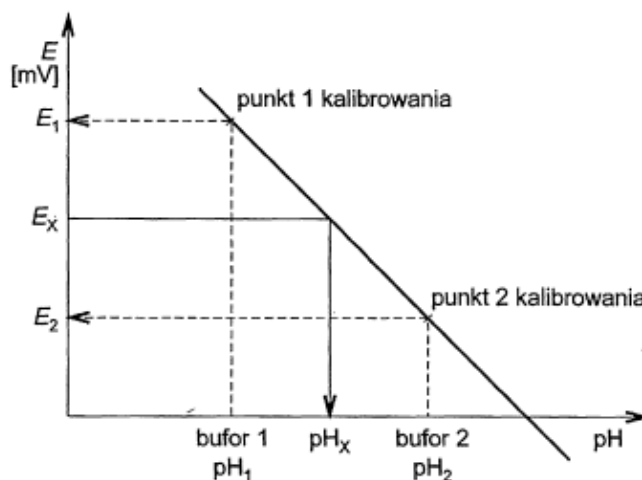 E
[mV]
punkt 1 kalibrowania
E₁
Eₓ
punkt 2 kalibrowania
E₂
bufor 1
pH₁
pHₓ
bufor 2
pH₂
pH